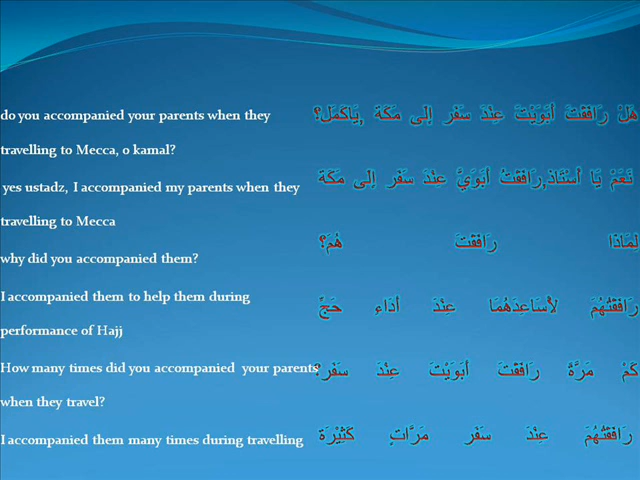 do you accompanied your parents when they
travelling to Mecca, o kamal?
yes ustadz, I accompanied my parents when they
travelling to Mecca
why did you accompanied them?
I accompanied them to help them during
performance of Hajj
How many times did you accompanied your parents
when they travel?
I accompanied them many times during travelling
هَلْ رَافَقْتَ أَبَوَيْتَ عِنْدَ سَفَر إِلَى مَكَةَ ,يَاكَمَل؟
نَعَمْ يَا أُسْتَاذ,رَافَقْتُ أَبَوَيَّ عِنْدَ سَفَر إِلَى مَكَةَ
لِمَاذَا رَافَقْتَ هُمَ؟
رَافَقْتُهُمَ لِأُسَاعِدَهُمَا عِنْدَ أَدَاءِ حَجِّ
كَمْ مَرَّةً رَافَقْتَ أَبَوَيْتَ عِنْدَ سَفَر؟
رَافَقْتُهُمَ عِنْدَ سَفَر مَرَّاتٍ كَثِيْرَة